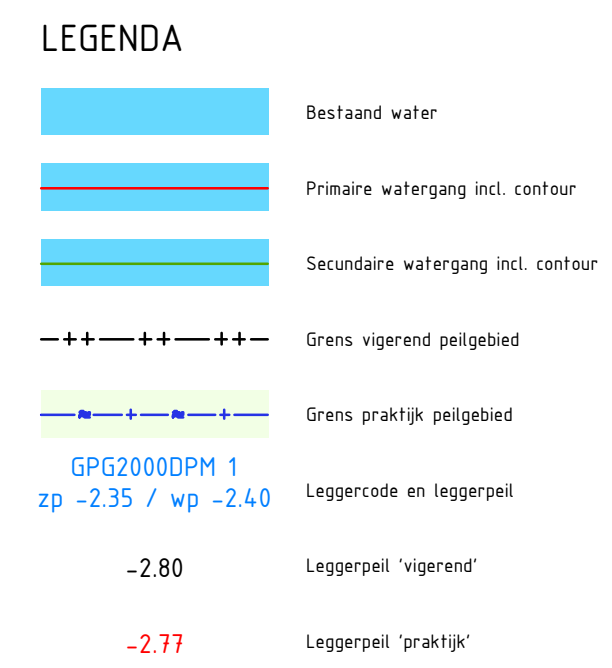 LEGENDA
Bestaand water
Primaire watergang incl. contour
Secundaire watergang incl. contour
Grens vigerend peilgebied
Grens praktijk peilgebied
GPG2000DPM 1
zp -2.35 / wp -2.40
Leggercode en leggerpeil
-2.80
Leggerpeil 'vigerend'
-2.77
Leggerpeil 'praktijk'